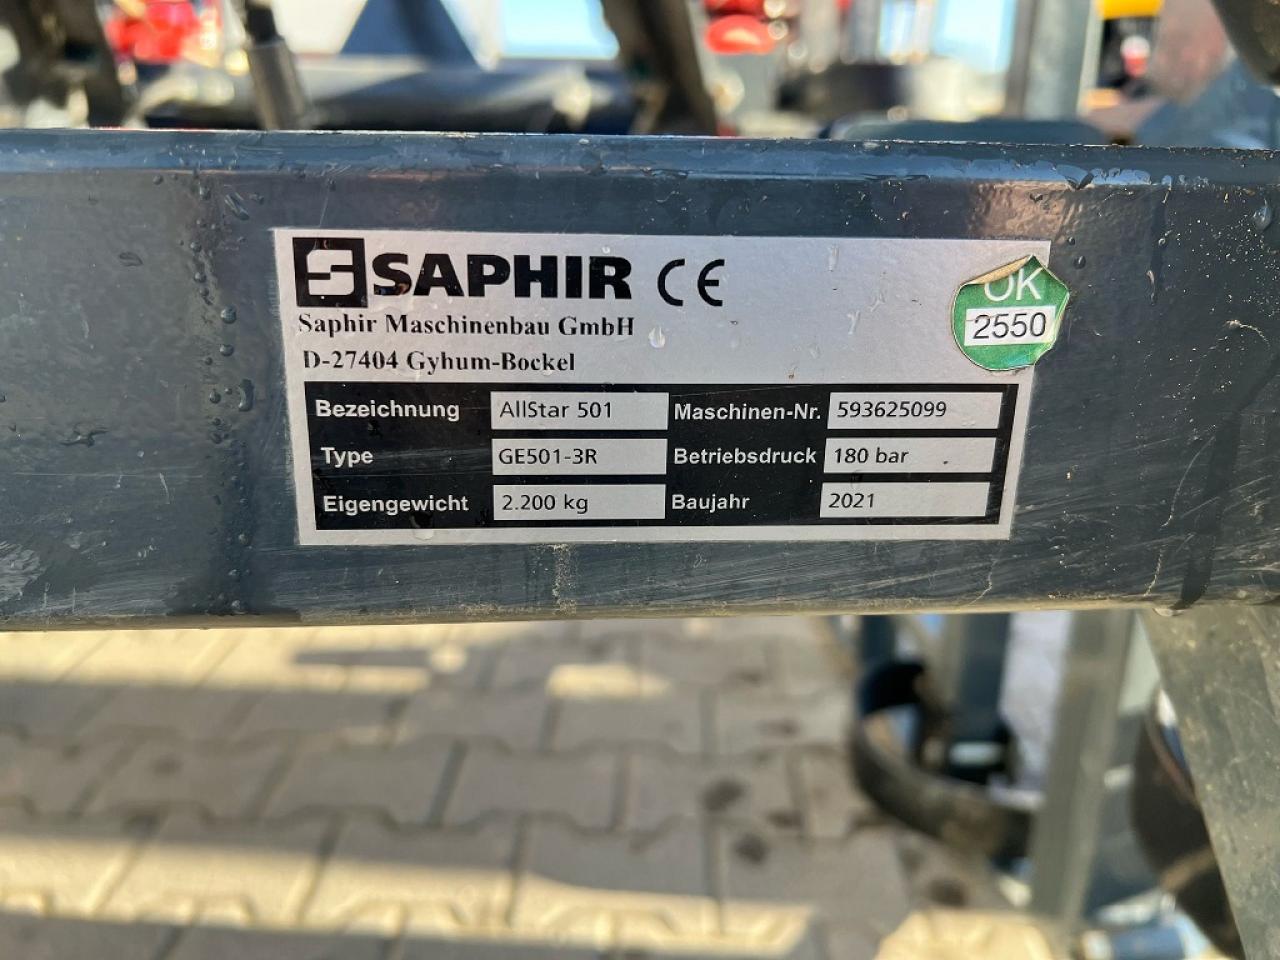 SAPHIR CE
Saphir Maschinenbau GmbH
D-27404 Gyhum-Bockel
OK
2550
Bezeichnung AllStar 501 Maschinen-Nr. 593625099
Type GE501-3R Betriebsdruck 180 bar
Eigengewicht 2.200 kg Baujahr 2021